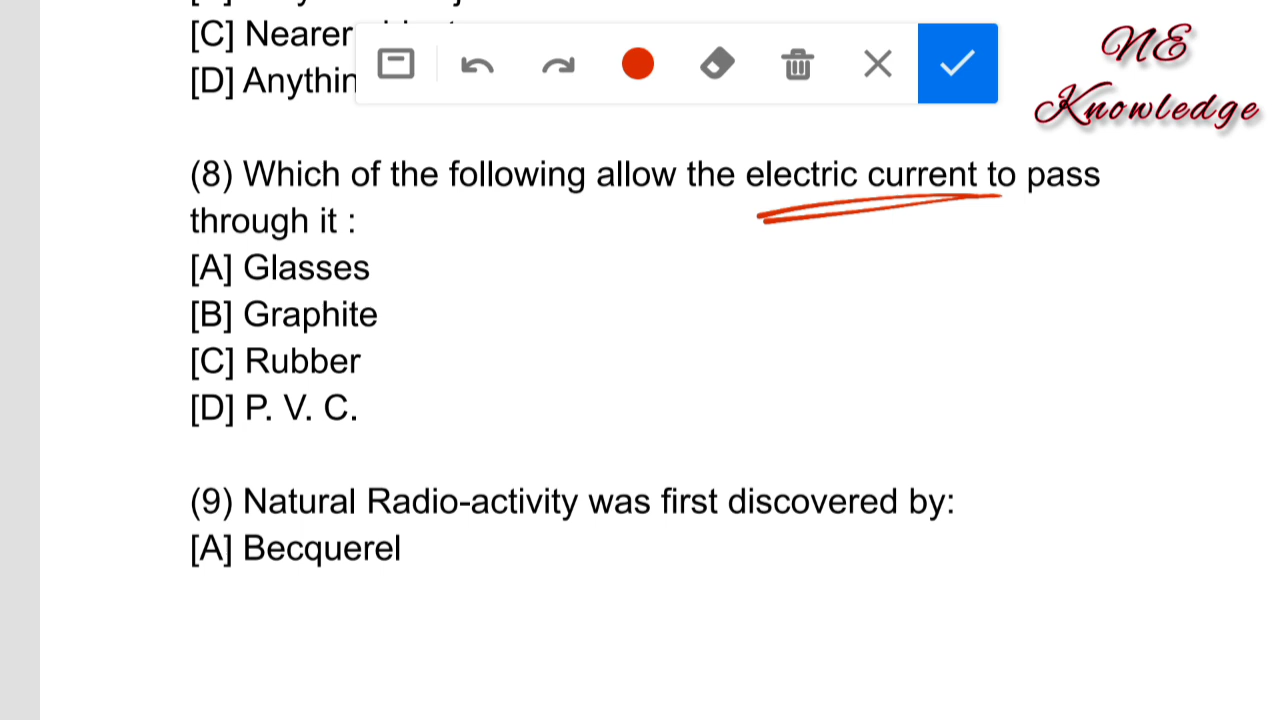 [C] Nearer
[D] Anythin
NE
Knowledge
(8) Which of the following allow the electric current to pass
through it :
[A] Glasses
[B] Graphite
[C] Rubber
[D] P. V. C.
(9) Natural Radio-activity was first discovered by:
[A] Becquerel